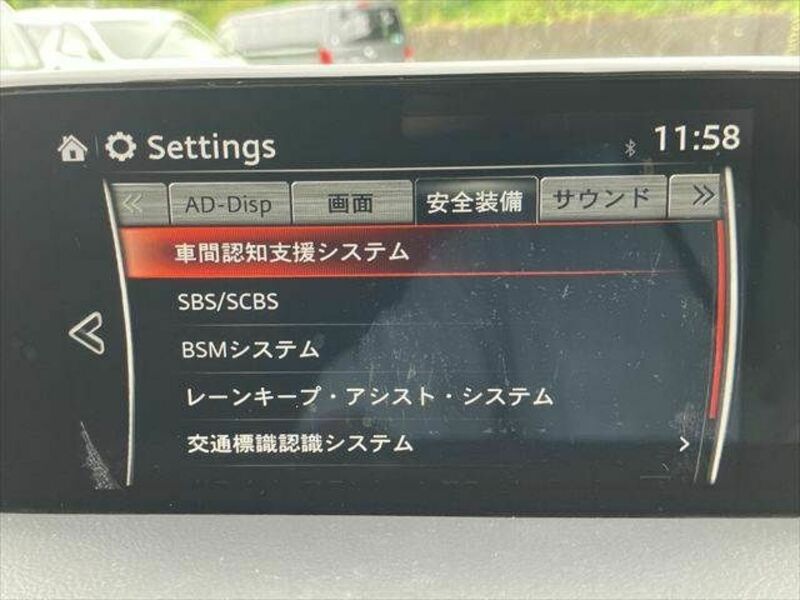 Settings 11:58
AD-Disp 画面 安全装備 サウンド
車間認知支援システム
SBS/SCBS
BSMシステム
レーンキープ・アシスト・システム
交通標識認識システム